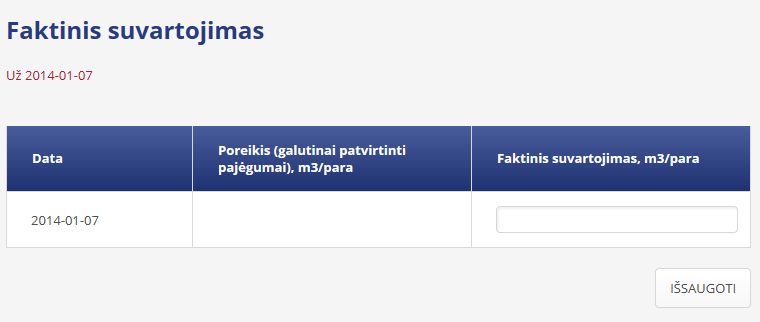 Faktinis suvartojimas
Už 2014-01-07
Data
Poreikis (galutinai patvirtinti
pajėgumai), m3/para
Faktinis suvartojimas, m3/para
2014-01-07
IŠSAUGOTI